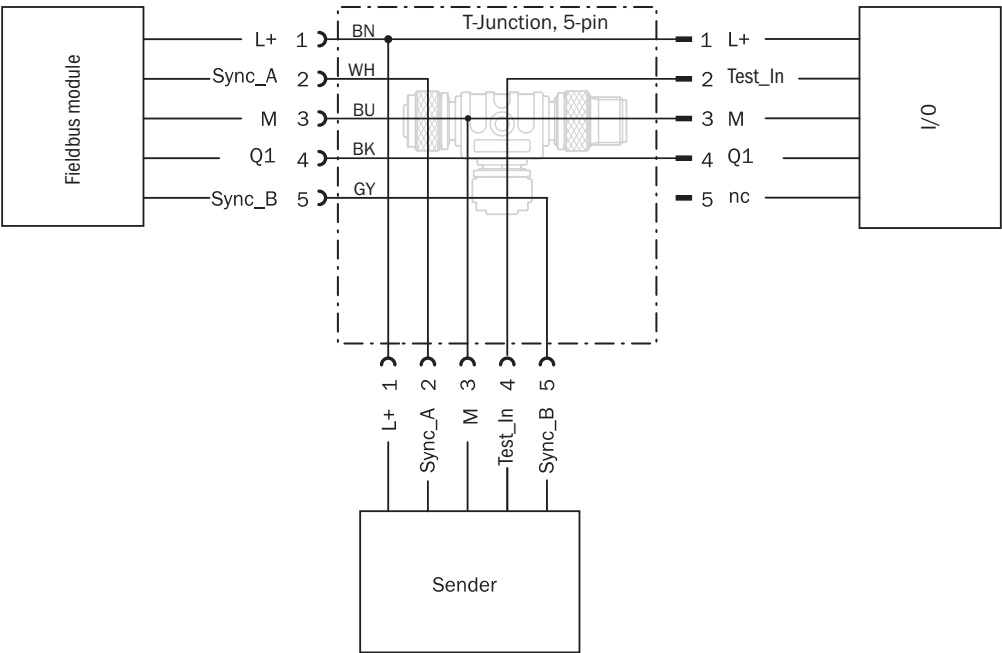 T-Junction, 5-pin
Fieldbus module
L+ 1 BN 1 L+
Sync_A 2 WH 2 Test_In
M 3 BU 3 M
Q1 4 BK 4 Q1
Sync_B 5 GY 5 nc
I/O
1 2 3 4 5
L+ Sync_A M Test_In Sync_B
Sender